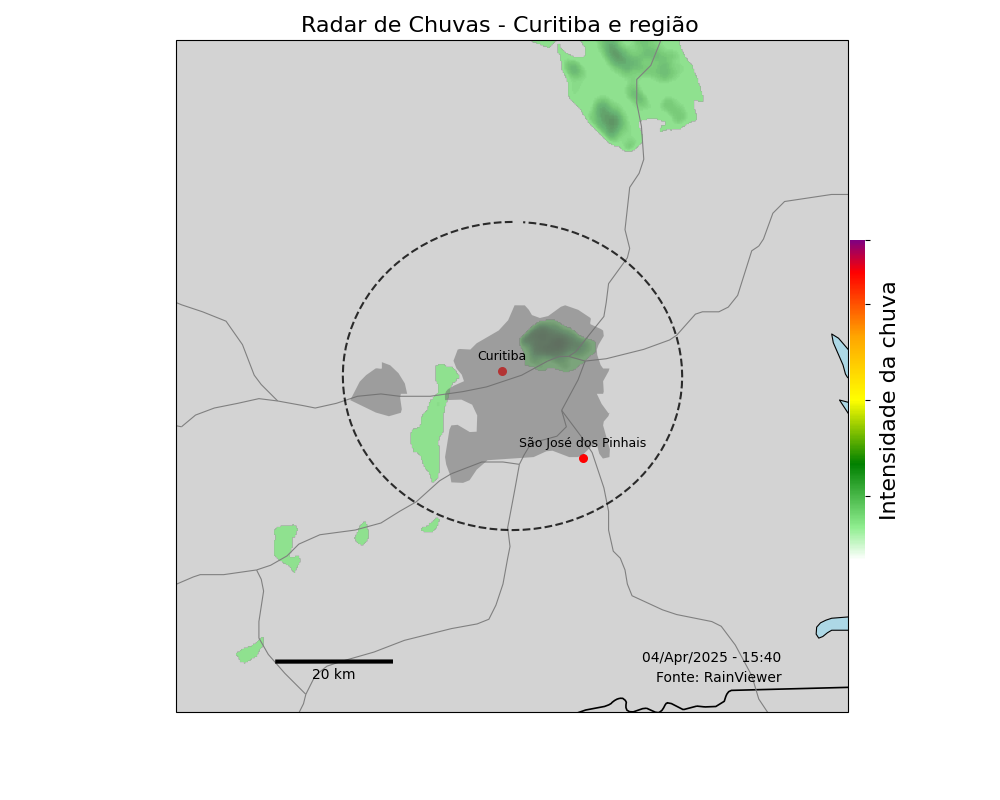 Radar de Chuvas - Curitiba e região
Curitiba
São José dos Pinhais
Intensidade da chuva
04/Apr/2025 - 15:40
Fonte: RainViewer
20 km